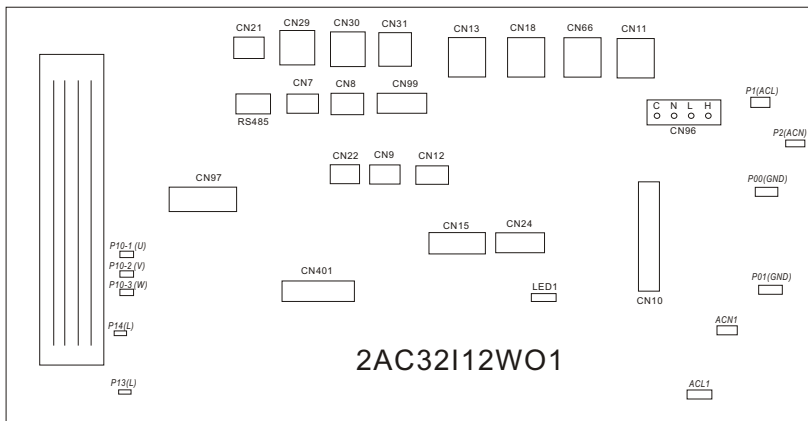 CN21 CN29 CN30 CN31 CN13 CN18 CN66 CN11
CN7 CN8 CN99
RS485
C N L H
CN96
P1(ACL)
P2(ACN)
CN22 CN9 CN12
CN97
P00(GND)
CN15 CN24
P10-1 (U)
P10-2 (V)
P10-3 (W)
CN401
LED1
CN10
P01(GND)
P14(L)
ACN1
2AC32I12WO1
P13(L)
ACL1